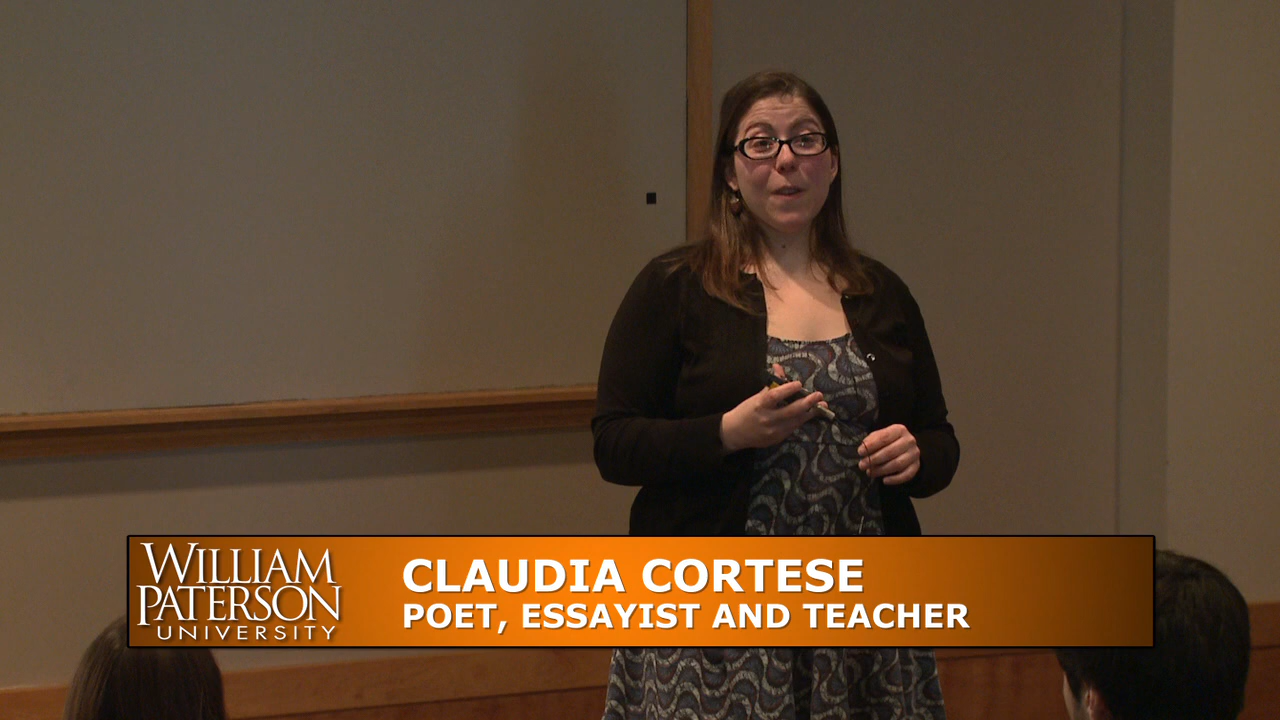 WILLIAM
PATERSON
UNIVERSITY
CLAUDIA CORTESE
POET, ESSAYIST AND TEACHER